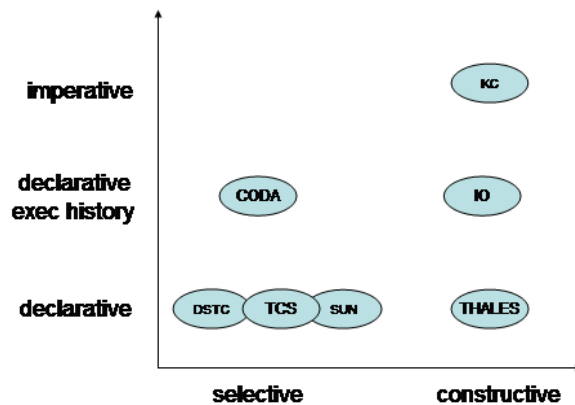 imperative
KC
declarative
exec history
CODA
IO
declarative
DSTC
TCS
SUN
THALES
selective
constructive